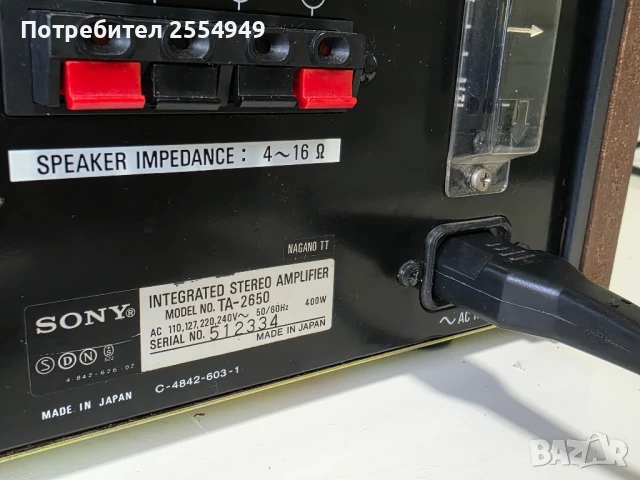 Потребител 2554949
SPEAKER IMPEDANCE: 4~16 Ω
NAGANO TT
SONY®
INTEGRATED STEREO AMPLIFIER
MODEL NO. TA-2650
AC 110,127,220,240V~ 50/60Hz 400W
SERIAL NO. 512334
MADE IN JAPAN
S D N
4-842-626-02
C-4842-603-1
MADE IN JAPAN
~ AC
BAZAR